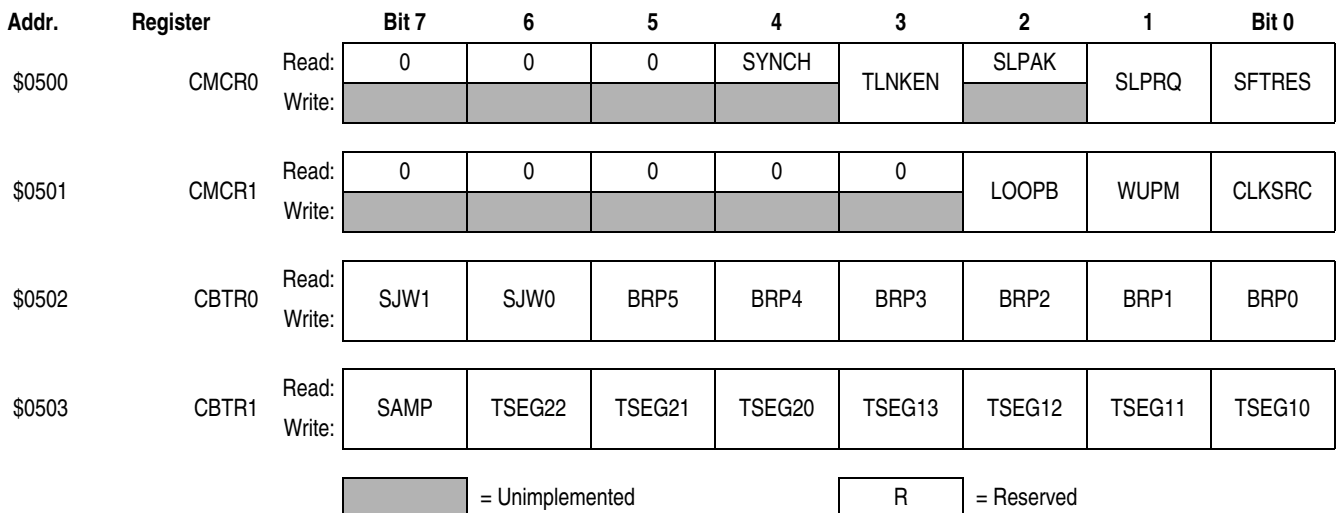 Addr. Register Bit 7 6 5 4 3 2 1 Bit 0
$0500 CMCR0 Read: 0 0 0 SYNCH TLNKEN SLPAK SLPRQ SFTRES
Write:
$0501 CMCR1 Read: 0 0 0 0 0 LOOPB WUPM CLKSRC
Write:
$0502 CBTR0 Read: SJW1 SJW0 BRP5 BRP4 BRP3 BRP2 BRP1 BRP0
Write:
$0503 CBTR1 Read: SAMP TSEG22 TSEG21 TSEG20 TSEG13 TSEG12 TSEG11 TSEG10
Write:
= Unimplemented R = Reserved